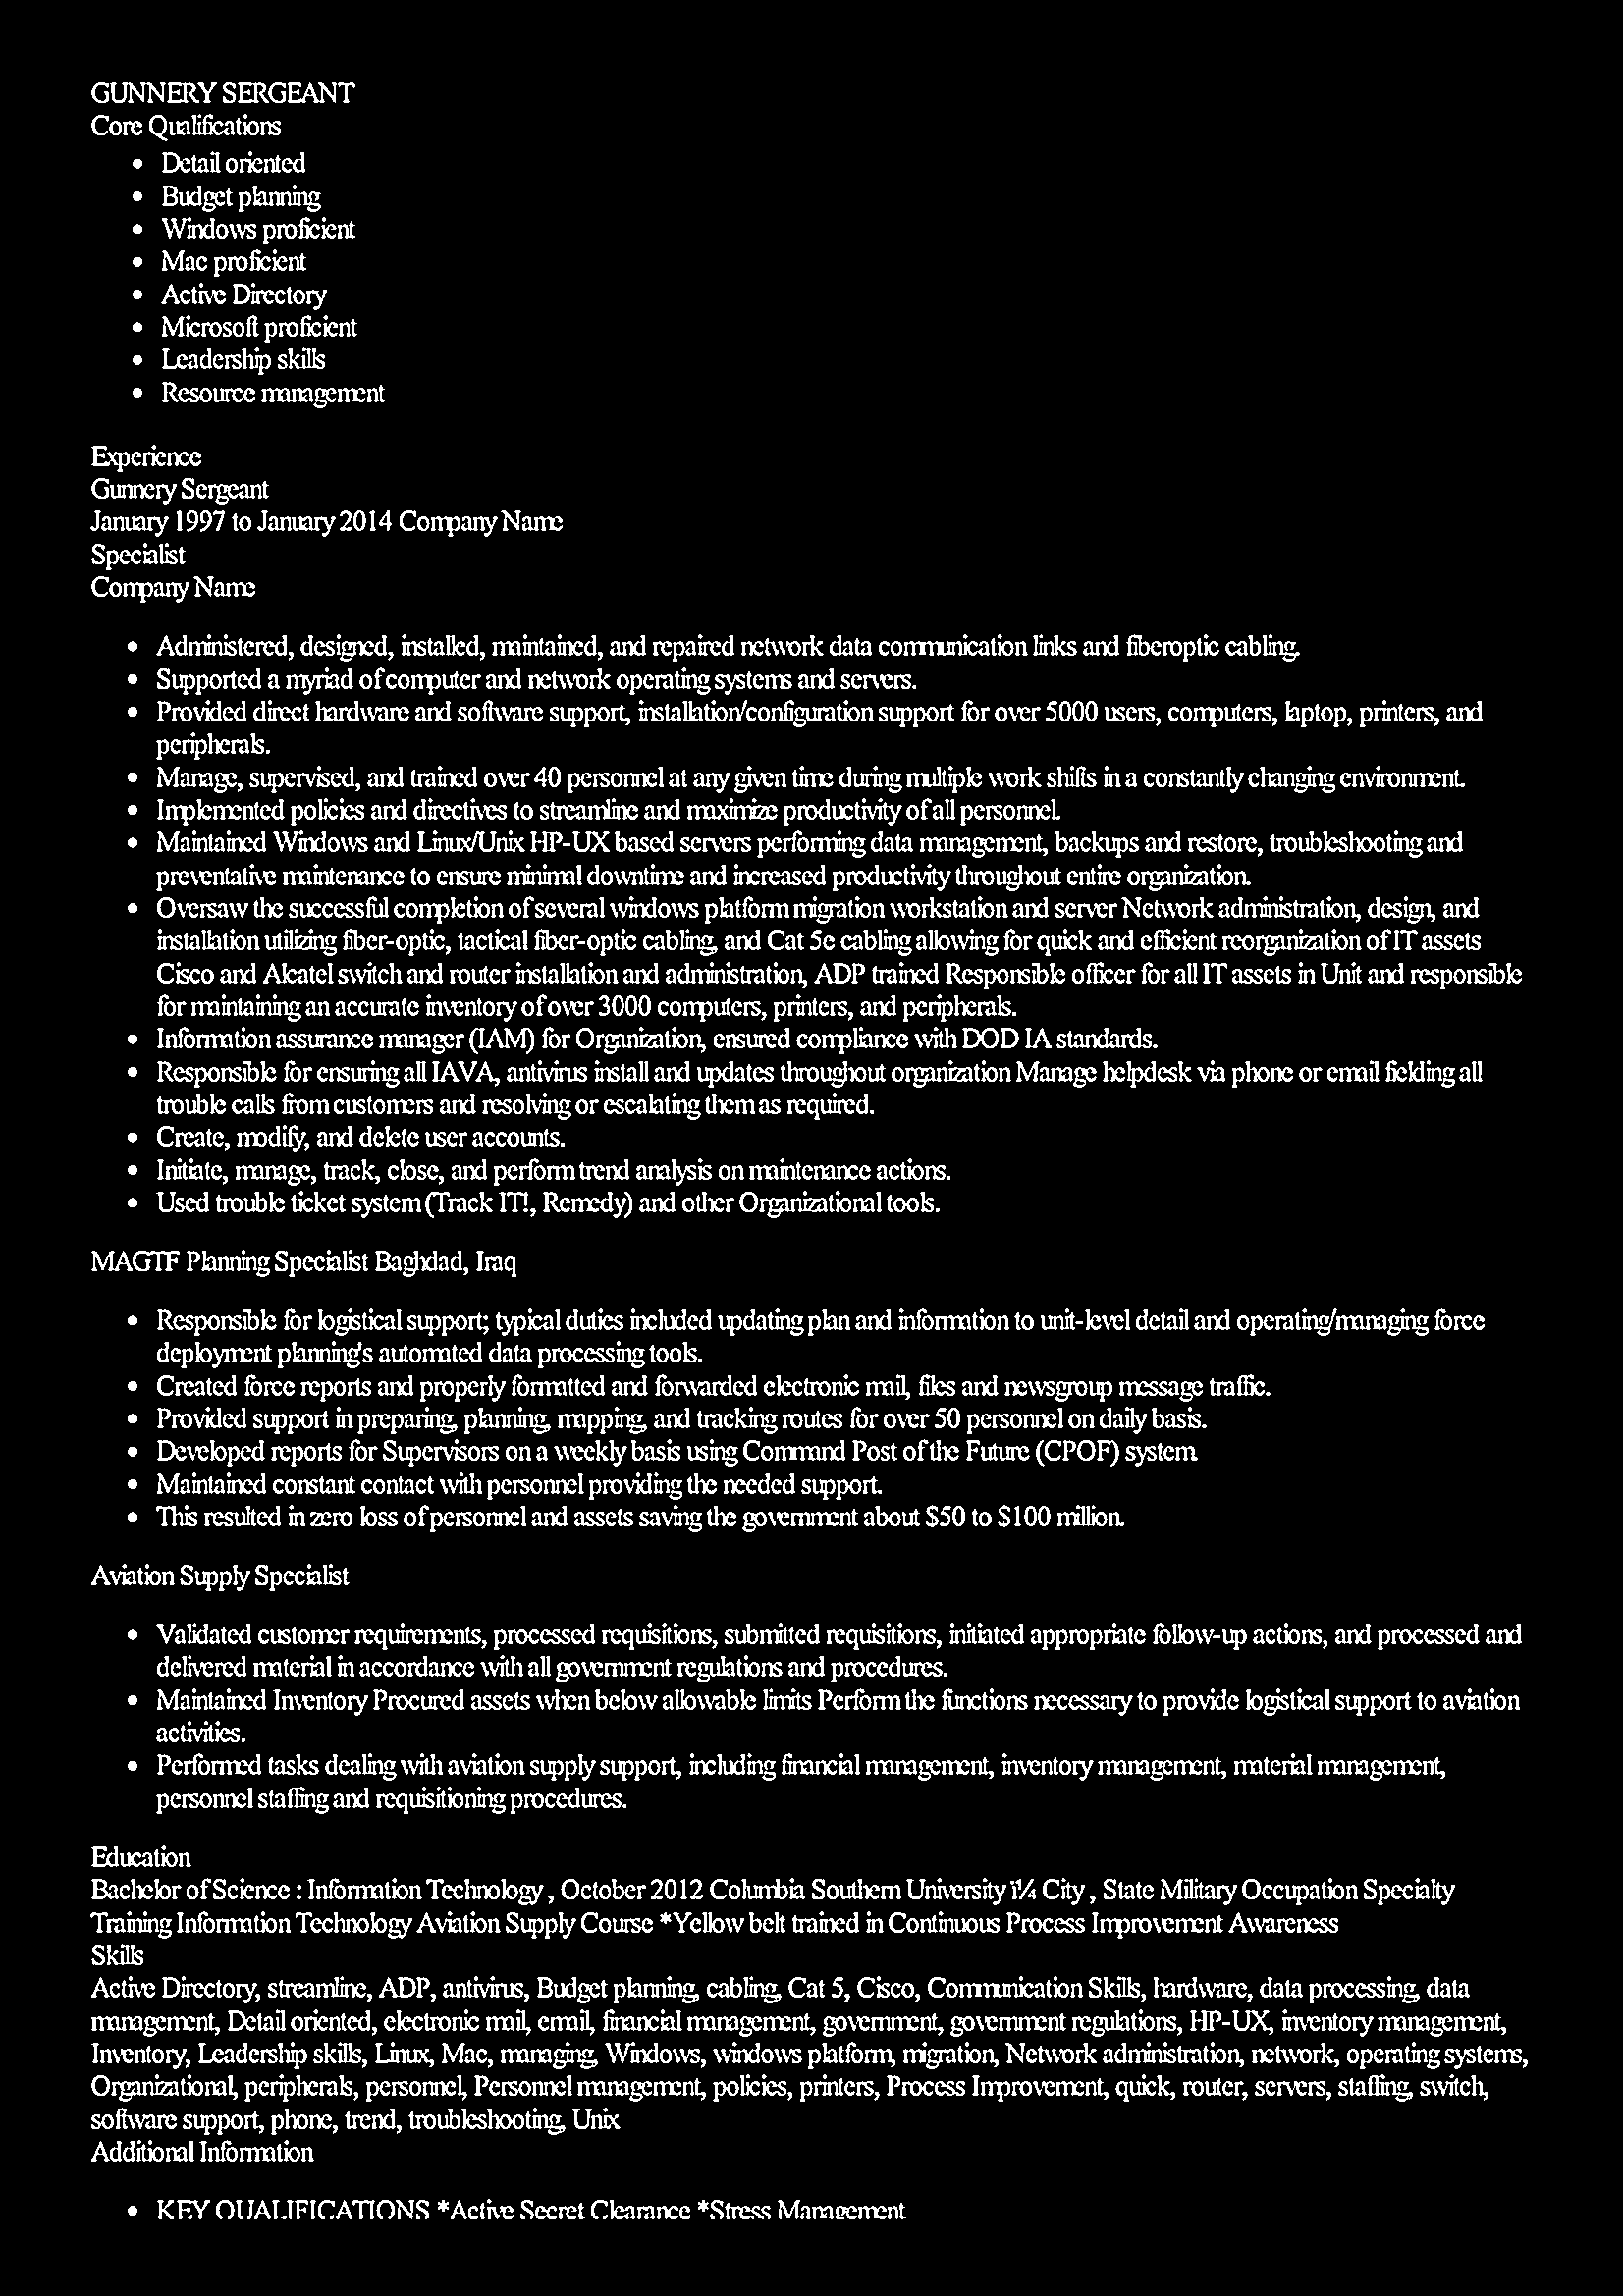 GUNNERY SERGEANT
Core Qualifications
• Detail oriented
• Budget planning
• Windows proficient
• Mac proficient
• Active Directory
• Microsoft proficient
• Leadership skills
• Resource management
Experience
Gunnery Sergeant
January 1997 to January 2014 Company Name
Specialist
Company Name
• Administered, designed, installed, maintained, and repaired network data communication links and fiberoptic cabling.
• Supported a myriad of computer and network operating systems and servers.
• Provided direct hardware and software support, installation/configuration support for over 5000 users, computers, laptop, printers, and
peripherals.
• Manage, supervised, and trained over 40 personnel at any given time during multiple work shifts in a constantly changing environment.
• Implemented policies and directives to streamline and maximize productivity of all personnel.
• Maintained Windows and Linux/Unix HP-UX based servers performing data management, backups and restore, troubleshooting and
preventative maintenance to ensure minimal downtime and increased productivity throughout entire organization.
• Oversaw the successful completion of several windows platform migration workstation and server Network administration, design, and
installation utilizing fiber-optic, tactical fiber-optic cabling, and Cat 5e cabling allowing for quick and efficient reorganization of IT assets
Cisco and Alcatel switch and router installation and administration, ADP trained Responsible officer for all IT assets in Unit and responsible
for maintaining an accurate inventory of over 3000 computers, printers, and peripherals.
• Information assurance manager (IAM) for Organization, ensured compliance with DOD IA standards.
• Responsible for ensuring all IAVA, antivirus install and updates throughout organization Manage helpdesk via phone or email fielding all
trouble calls from customers and resolving or escalating them as required.
• Create, modify, and delete user accounts.
• Initiate, manage, track, close, and perform trend analysis on maintenance actions.
• Used trouble ticket system (Track IT!, Remedy) and other Organizational tools.
MAGTF Planning Specialist Baghdad, Iraq
• Responsible for logistical support; typical duties included updating plan and information to unit-level detail and operating/managing force
deployment planning's automated data processing tools.
• Created force reports and properly formatted and forwarded electronic mail, files and newsgroup message traffic.
• Provided support in preparing, planning, mapping, and tracking routes for over 50 personnel on daily basis.
• Developed reports for Supervisors on a weekly basis using Command Post of the Future (CPOF) system.
• Maintained constant contact with personnel providing the needed support.
• This resulted in zero loss of personnel and assets saving the government about $50 to $100 million.
Aviation Supply Specialist
• Validated customer requirements, processed requisitions, submitted requisitions, initiated appropriate follow-up actions, and processed and
delivered material in accordance with all government regulations and procedures.
• Maintained Inventory Procured assets when below allowable limits Perform the functions necessary to provide logistical support to aviation
activities.
• Performed tasks dealing with aviation supply support, including financial management, inventory management, material management,
personnel staffing and requisitioning procedures.
Education
Bachelor of Science : Information Technology , October 2012 Columbia Southern University ï¼ City , State Military Occupation Specialty
Training Information Technology Aviation Supply Course *Yellow belt trained in Continuous Process Improvement Awareness
Skills
Active Directory, streamline, ADP, antivirus, Budget planning, cabling, Cat 5, Cisco, Communication Skills, hardware, data processing, data
management, Detail oriented, electronic mail, email, financial management, government, government regulations, HP-UX, inventory management,
Inventory, Leadership skills, Linux, Mac, managing, Windows, windows platform, migration, Network administration, network, operating systems,
Organizational, peripherals, personnel, Personnel management, policies, printers, Process Improvement, quick, router, servers, staffing, switch,
software support, phone, trend, troubleshooting, Unix
Additional Information
• KEY QUALIFICATIONS *Active Secret Clearance *Stress Management